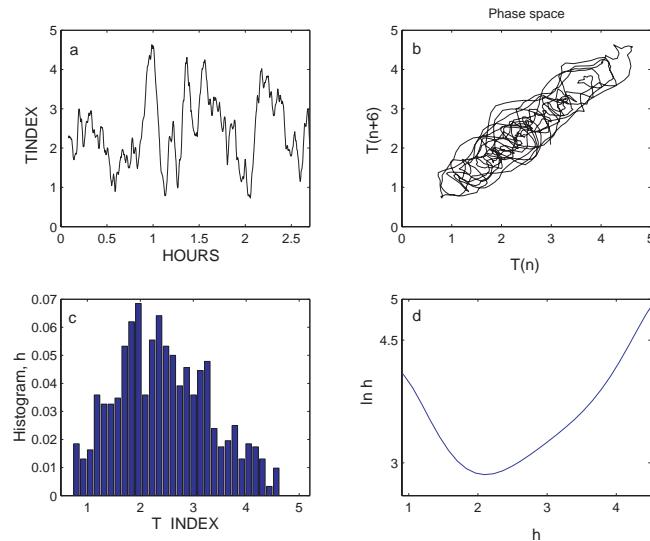 Phase space
a
5
4
3
2
1
0
TINDEX
0 0.5 1 1.5 2 2.5
HOURS
b
5
4
3
2
1
0
T(n+6)
0 1 2 3 4 5
T(n)
c
0.07
0.06
0.05
0.04
0.03
0.02
0.01
0
Histogram, h
1 2 3 4 5
T INDEX
d
5
4.5
3
ln h
1 2 3 4
h